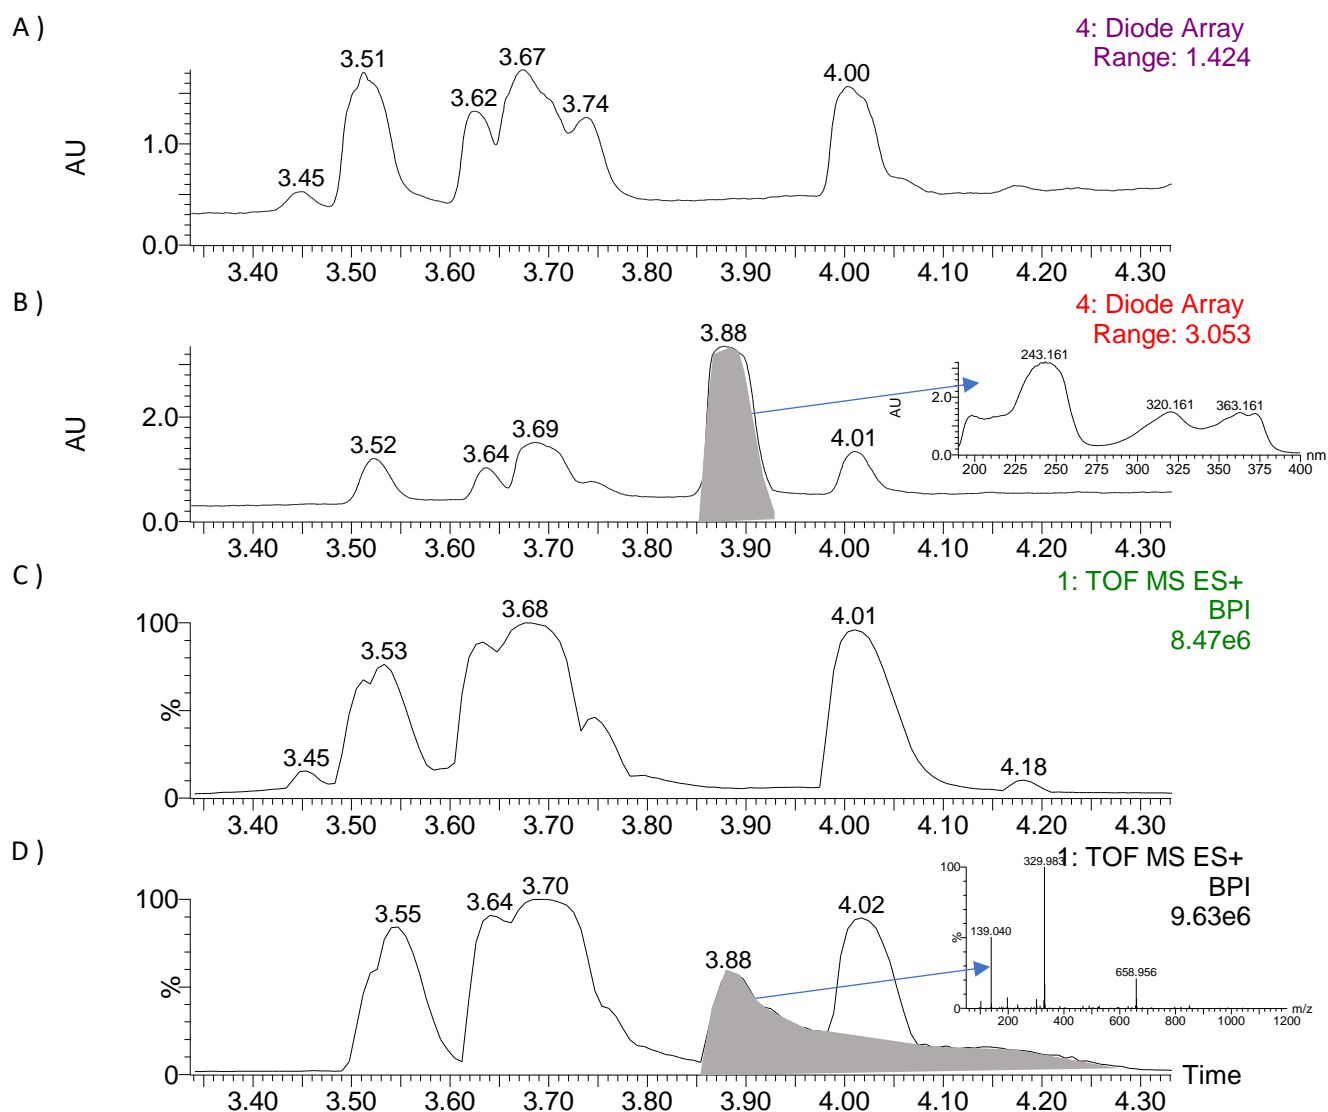 A )
4: Diode Array
Range: 1.424
3.51
3.67
4.00
3.62
3.74
3.45
AU
1.0
0.0
3.40 3.50 3.60 3.70 3.80 3.90 4.00 4.10 4.20 4.30
B )
4: Diode Array
Range: 3.053
3.88
3.52
3.64
3.69
4.01
AU
2.0
0.0
243.161
320.161
363.161
AU
2.0
0.0
200 225 250 275 300 325 350 375 400 nm
3.40 3.50 3.60 3.70 3.80 3.90 4.00 4.10 4.20 4.30
C )
1: TOF MS ES+
BPI
8.47e6
3.68
4.01
3.53
3.45
4.18
100
%
0
3.40 3.50 3.60 3.70 3.80 3.90 4.00 4.10 4.20 4.30
D )
1: TOF MS ES+
BPI
9.63e6
3.55
3.64
3.70
3.88
4.02
100
%
0
329.983
139.040
658.956
100
%
0
200 400 600 800 1000 1200 m/z
Time
3.40 3.50 3.60 3.70 3.80 3.90 4.00 4.10 4.20 4.30